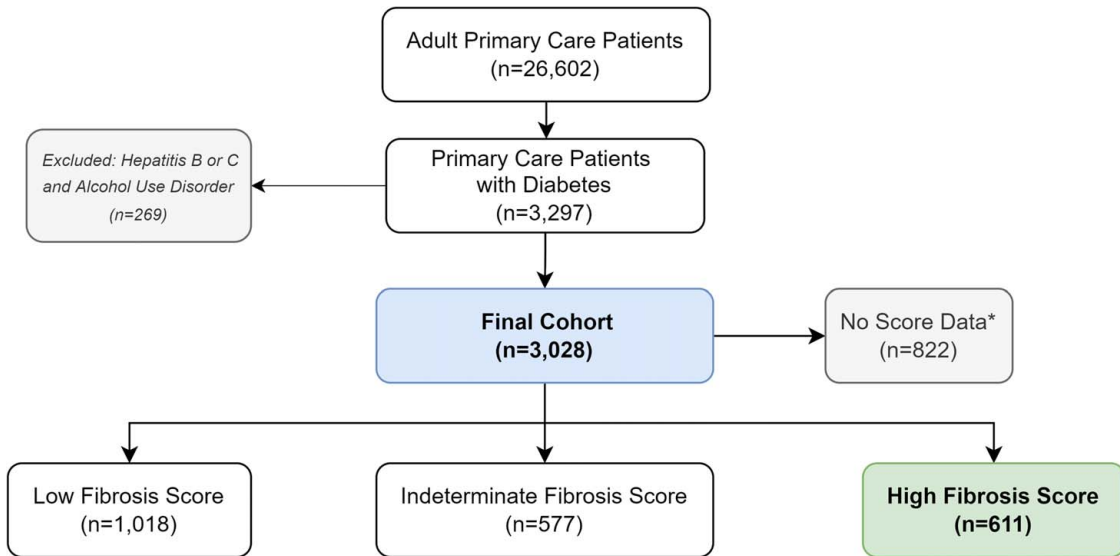 Adult Primary Care Patients
(n=26,602)
Excluded: Hepatitis B or C
and Alcohol Use Disorder
(n=269)
Primary Care Patients
with Diabetes
(n=3,297)
Final Cohort
(n=3,028)
No Score Data*
(n=822)
Low Fibrosis Score
(n=1,018)
Indeterminate Fibrosis Score
(n=577)
High Fibrosis Score
(n=611)